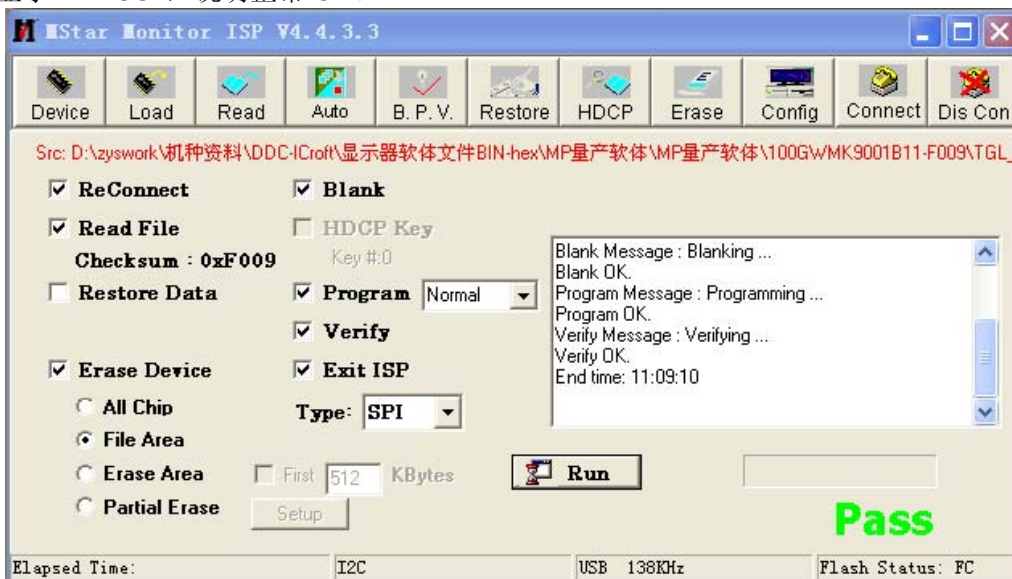 MStar Monitor ISP V4.4.3.3
Device Load Read Auto B.P.V. Restore HDCP Erase Config Connect Dis Con
Src: D:\zyswork\机种资料\DDC-ICroft\显示器软体文件BIN-hex\MP量产软体\MP量产软体\100GWMK9001B11-F009\TGL_
ReConnect
Blank
Read File
HDCP Key
Checksum : 0xF009
Key #:0
Restore Data
Program Normal
Verify
Erase Device
Exit ISP
All Chip
Type: SPI
File Area
Erase Area
First 512 KBytes
Partial Erase
Setup
Blank Message : Blanking ...
Blank OK.
Program Message : Programming ...
Program OK.
Verify Message : Verifying ...
Verify OK.
End time: 11:09:10
Run
Pass
Elapsed Time: I2C USB 138KHz Flash Status: FC